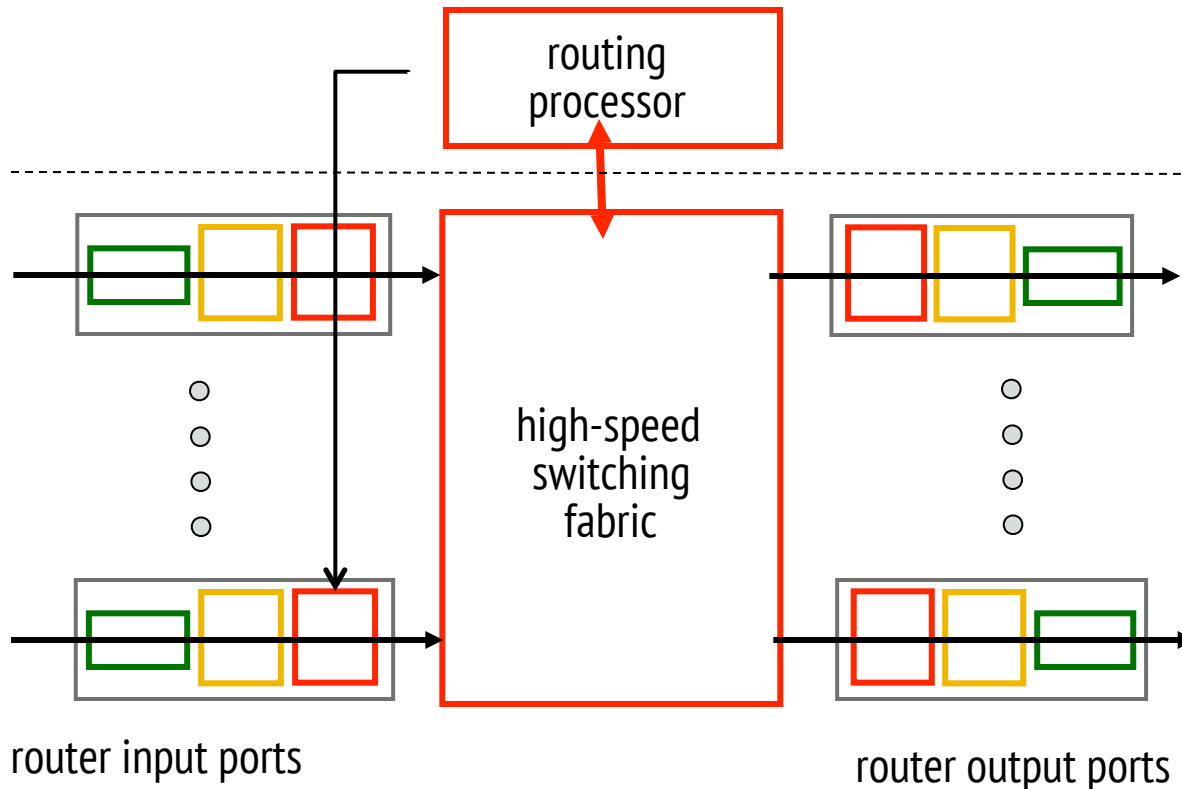 routing
processor
high-speed
switching
fabric
router input ports
router output ports